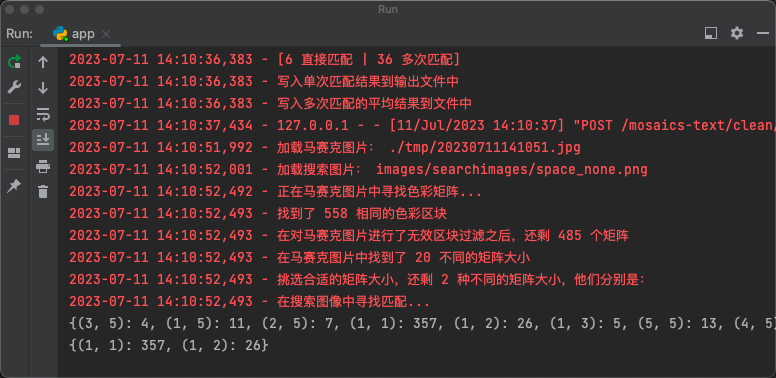 Run
Run:
app
2023-07-11 14:10:36,383 - [6 直接匹配 | 36 多次匹配]
2023-07-11 14:10:36,383 - 写入单次匹配结果到输出文件中
2023-07-11 14:10:36,383 - 写入多次匹配的平均结果到文件中
2023-07-11 14:10:37,434 - 127.0.0.1 - - [11/Jul/2023 14:10:37] "POST /mosaics-text/clean/
2023-07-11 14:10:51,992 - 加载马赛克图片： ./tmp/20230711141051.jpg
2023-07-11 14:10:52,001 - 加载搜索图片： images/searchimages/space_none.png
2023-07-11 14:10:52,492 - 正在马赛克图片中寻找色彩矩阵...
2023-07-11 14:10:52,493 - 找到了 558 相同的色彩区块
2023-07-11 14:10:52,493 - 在对马赛克图片进行了无效区块过滤之后，还剩 485 个矩阵
2023-07-11 14:10:52,493 - 在马赛克图片中找到了 20 不同的矩阵大小
2023-07-11 14:10:52,493 - 挑选合适的矩阵大小，还剩 2 种不同的矩阵大小，他们分别是：
2023-07-11 14:10:52,493 - 在搜索图像中寻找匹配...
{(3, 5): 4, (1, 5): 11, (2, 5): 7, (1, 1): 357, (1, 2): 26, (1, 3): 5, (5, 5): 13, (4, 5)
{(1, 1): 357, (1, 2): 26}